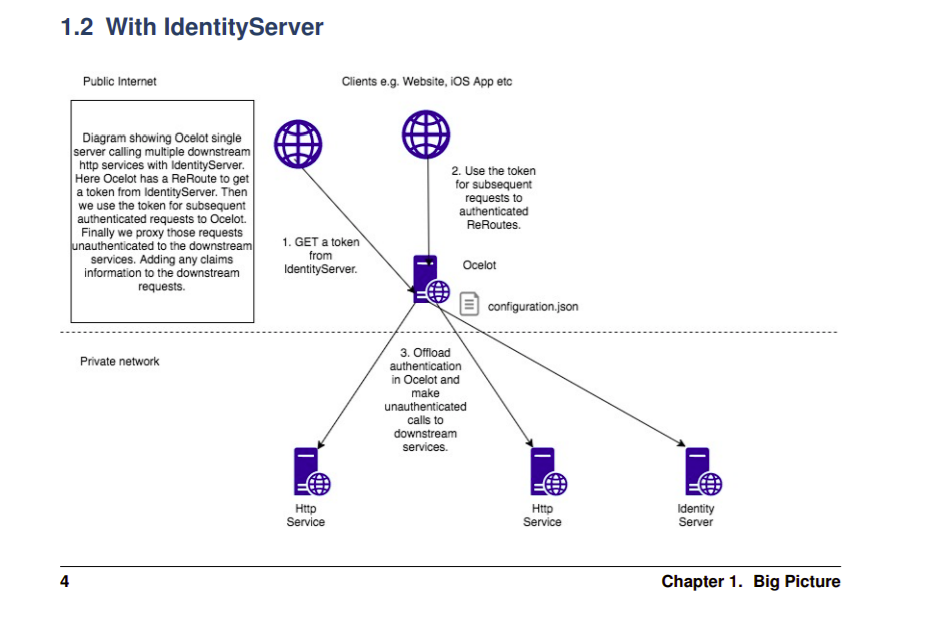 1.2 With IdentityServer
Public Internet
Clients e.g. Website, iOS App etc
Diagram showing Ocelot single
server calling multiple downstream
http services with IdentityServer.
Here Ocelot has a ReRoute to get
a token from IdentityServer. Then
we use the token for subsequent
authenticated requests to Ocelot.
Finally we proxy those requests
unauthenticated to the downstream
services. Adding any claims
information to the downstream
requests.
2. Use the token
for subsequent
requests to
authenticated
ReRoutes.
1. GET a token
from
IdentityServer.
Ocelot
configuration.json
Private network
3. Offload
authentication
in Ocelot and
make
unauthenticated
calls to
downstream
services.
Http
Service
Http
Service
Identity
Server
4
Chapter 1. Big Picture